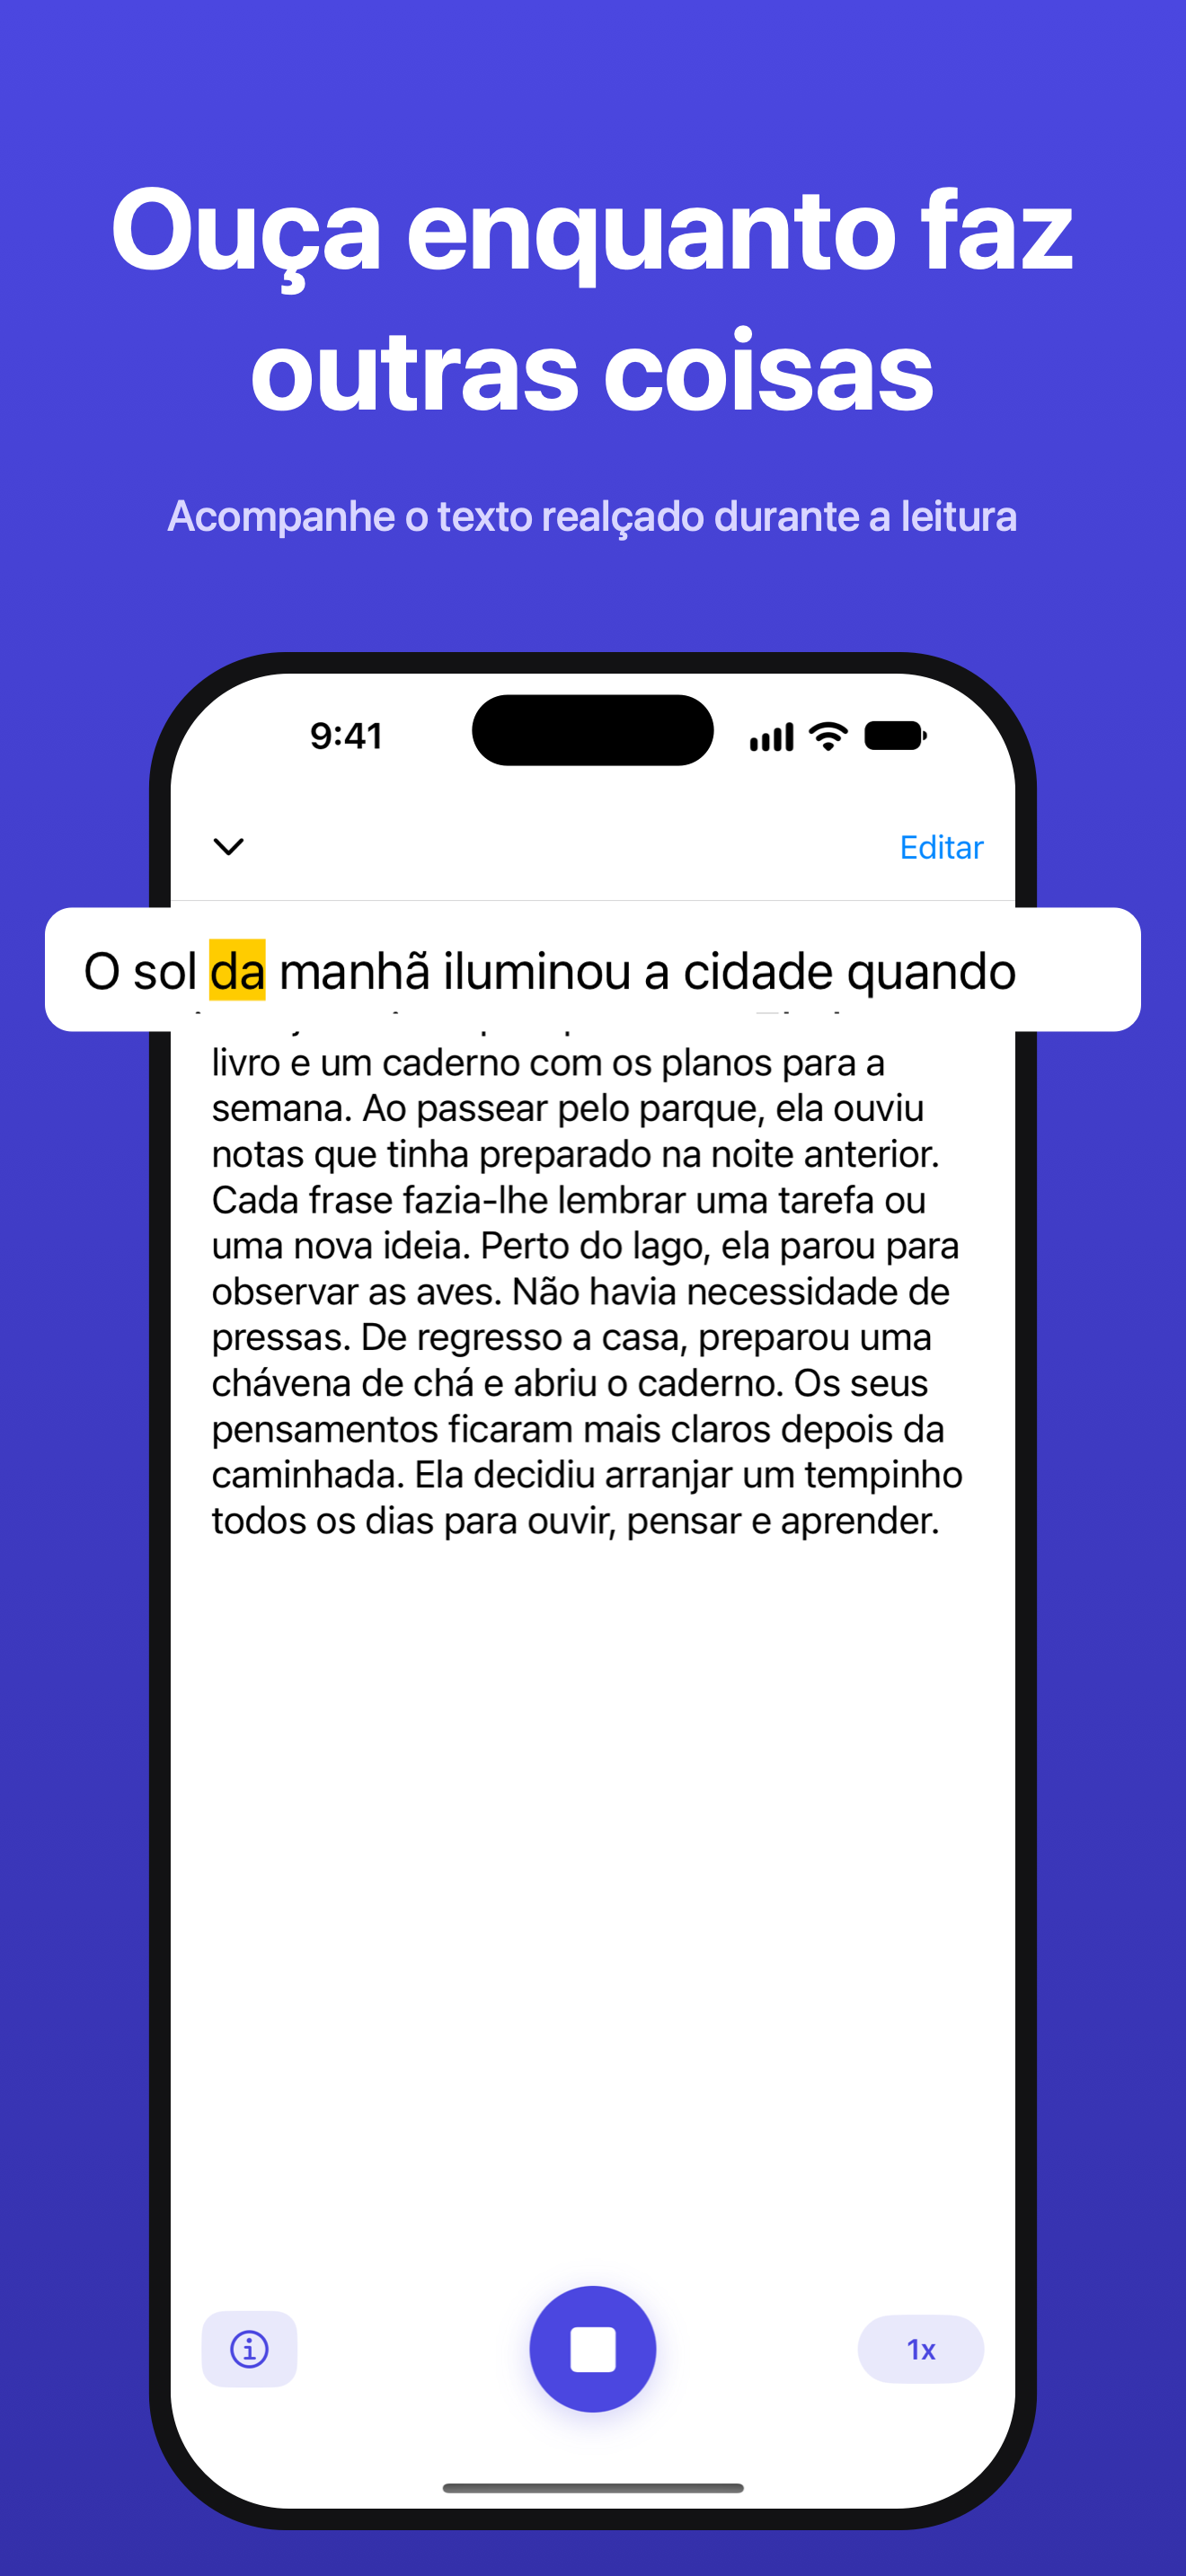 Ouça enquanto faz
outras coisas
Acompanhe o texto realçado durante a leitura
9:41
Editar
O sol da manhã iluminou a cidade quando
livro e um caderno com os planos para a
semana. Ao passear pelo parque, ela ouviu
notas que tinha preparado na noite anterior.
Cada frase fazia-lhe lembrar uma tarefa ou
uma nova ideia. Perto do lago, ela parou para
observar as aves. Não havia necessidade de
pressas. De regresso a casa, preparou uma
chávena de chá e abriu o caderno. Os seus
pensamentos ficaram mais claros depois da
caminhada. Ela decidiu arranjar um tempinho
todos os dias para ouvir, pensar e aprender.
1x